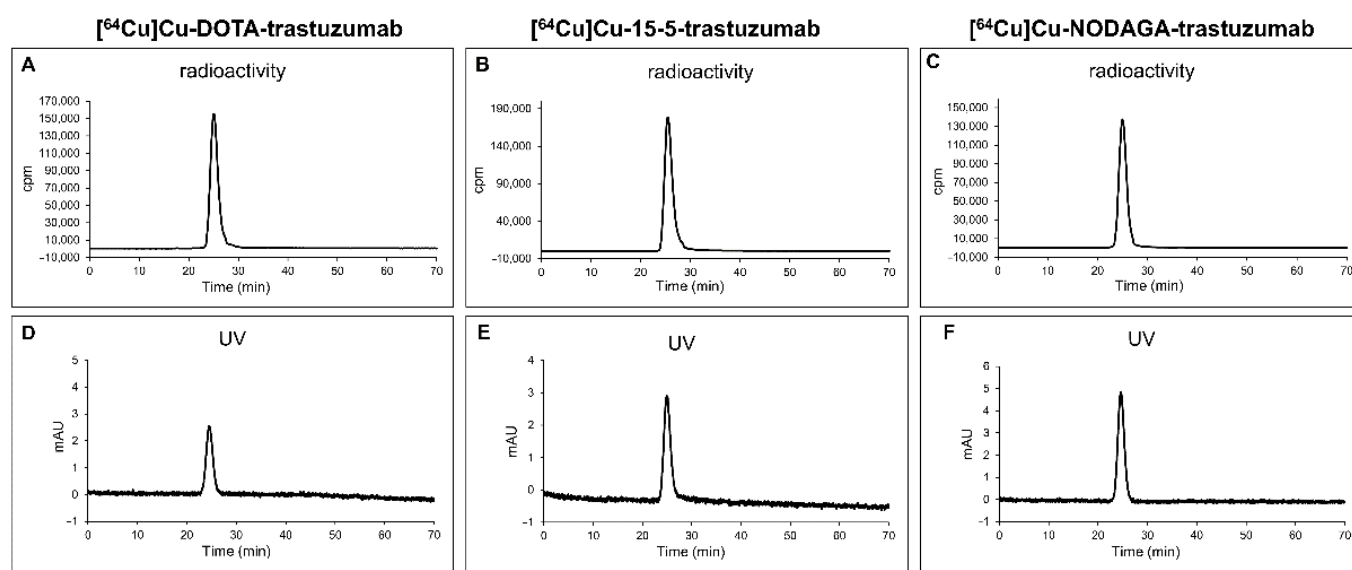 [⁶⁴Cu]Cu-DOTA-trastuzumab
[⁶⁴Cu]Cu-15-5-trastuzumab
[⁶⁴Cu]Cu-NODAGA-trastuzumab
A
radioactivity
170,000
150,000
130,000
110,000
90,000
70,000
50,000
30,000
10,000
−10,000
cpm
0 10 20 30 40 50 60 70
Time (min)
B
radioactivity
190,000
140,000
90,000
40,000
−10,000
cpm
0 10 20 30 40 50 60 70
Time (min)
C
radioactivity
150,000
130,000
110,000
90,000
70,000
50,000
30,000
10.000
−10,000
cpm
0 10 20 30 40 50 60 70
Time (min)
D
UV
5
4
3
2
1
0
−1
mAU
0 10 20 30 40 50 60 70
Time (min)
E
UV
4
3
2
1
0
−1
mAU
0 10 20 30 40 50 60 70
Time (min)
F
UV
6
5
4
3
2
1
0
−1
mAU
0 10 20 30 40 50 60 70
Time (min)